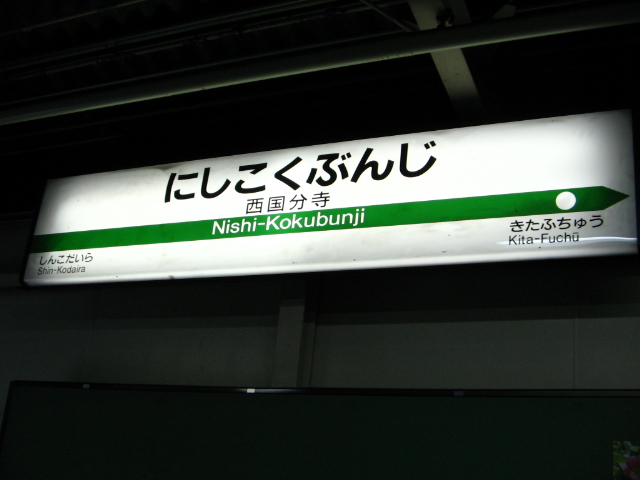 にしこくぶんじ
西国分寺
Nishi-Kokubunji
しんこだいら
Shin-Kodaira
きたふちゅう
Kita-Fuchū